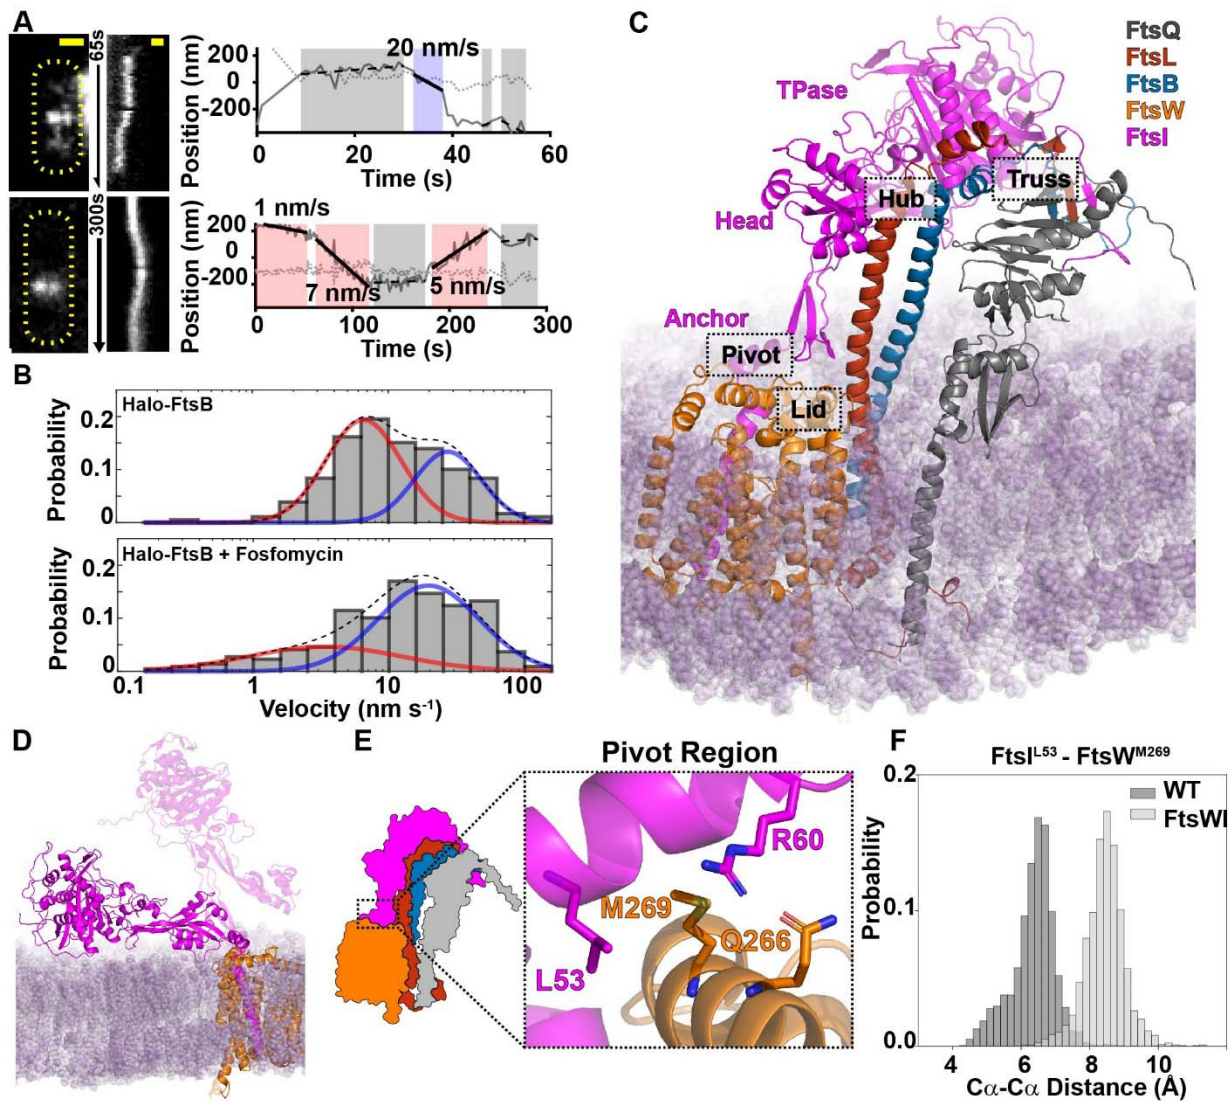 A
65s
300s
Position (nm)
200
0
-200
20 nm/s
0
20
40
60
Time (s)
Position (nm)
200
0
-200
1 nm/s
7 nm/s
5 nm/s
0
100
200
300
Time (s)
B
Halo-FtsB
Probability
0.2
0.1
0
Halo-FtsB + Fosfomycin
Probability
0.2
0.1
0
0.1
1
10
100
Velocity (nm s⁻¹)
C
FtsQ
FtsL
FtsB
FtsW
FtsI
TPase
Head
Hub
Truss
Anchor
Pivot
Lid
D
E
Pivot Region
R60
M269
Q266
L53
F
FtsIᴸ⁵³ - FtsWᴹ²⁶⁹
WT
FtsWI
Probability
0.2
0.1
0.0
4
6
8
10
Cα-Cα Distance (Å)